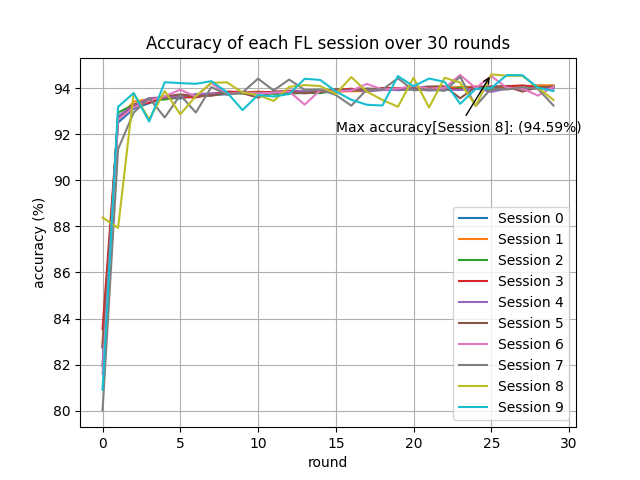 Accuracy of each FL session over 30 rounds
accuracy (%)
94
92
90
88
86
84
82
80
Max accuracy[Session 8]: (94.59%)
Session 0
Session 1
Session 2
Session 3
Session 4
Session 5
Session 6
Session 7
Session 8
Session 9
0 5 10 15 20 25 30
round